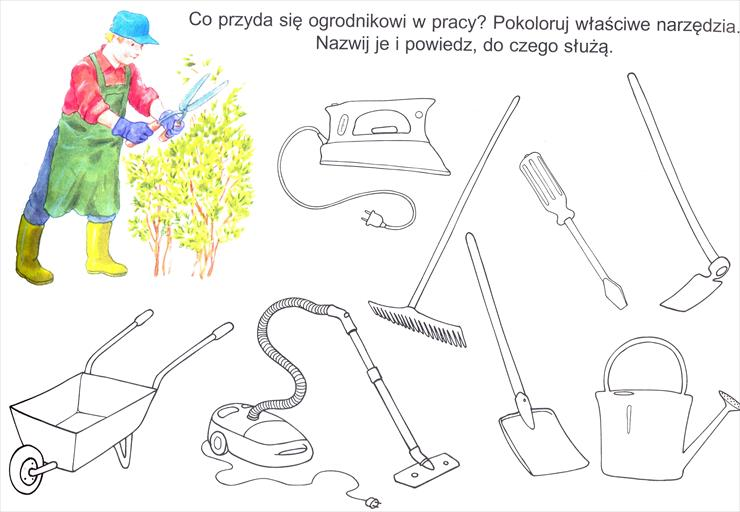 Co przyda się ogrodnikowi w pracy? Pokoloruj właściwe narzędzia.
Nazwij je i powiedz, do czego służą.